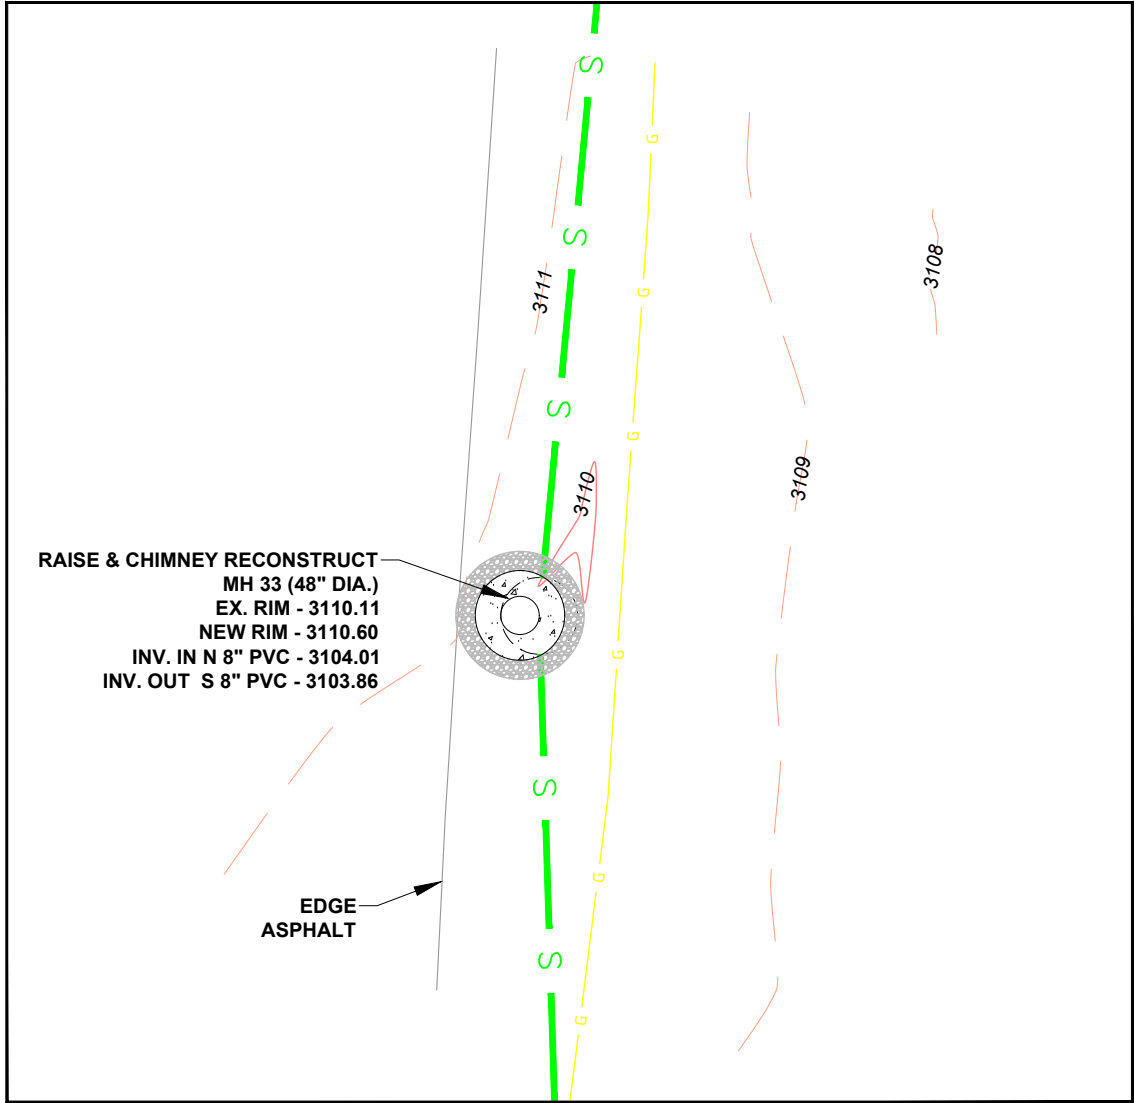 S
G
S
3108
3111
G
S
G
3109
3110
RAISE & CHIMNEY RECONSTRUCT
MH 33 (48" DIA.)
EX. RIM - 3110.11
NEW RIM - 3110.60
INV. IN N 8" PVC - 3104.01
INV. OUT S 8" PVC - 3103.86
G
S
G
EDGE
ASPHALT
S
G